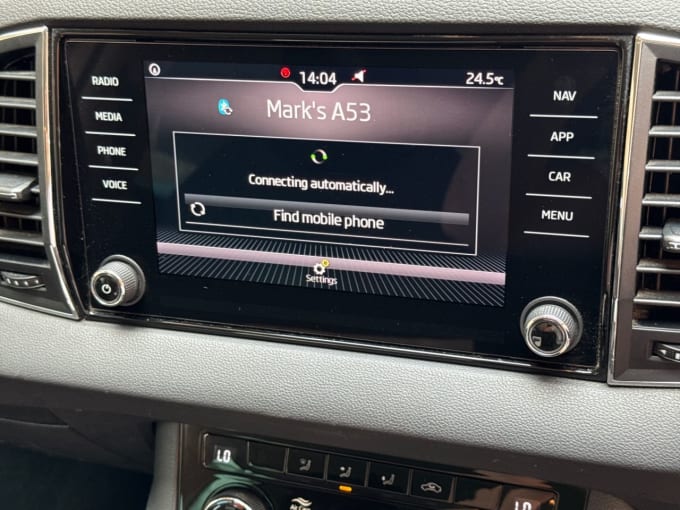 14:04
24.5°C
Mark's A53
Connecting automatically...
Find mobile phone
Settings
RADIO
MEDIA
PHONE
VOICE
NAV
APP
CAR
MENU
LO
LO